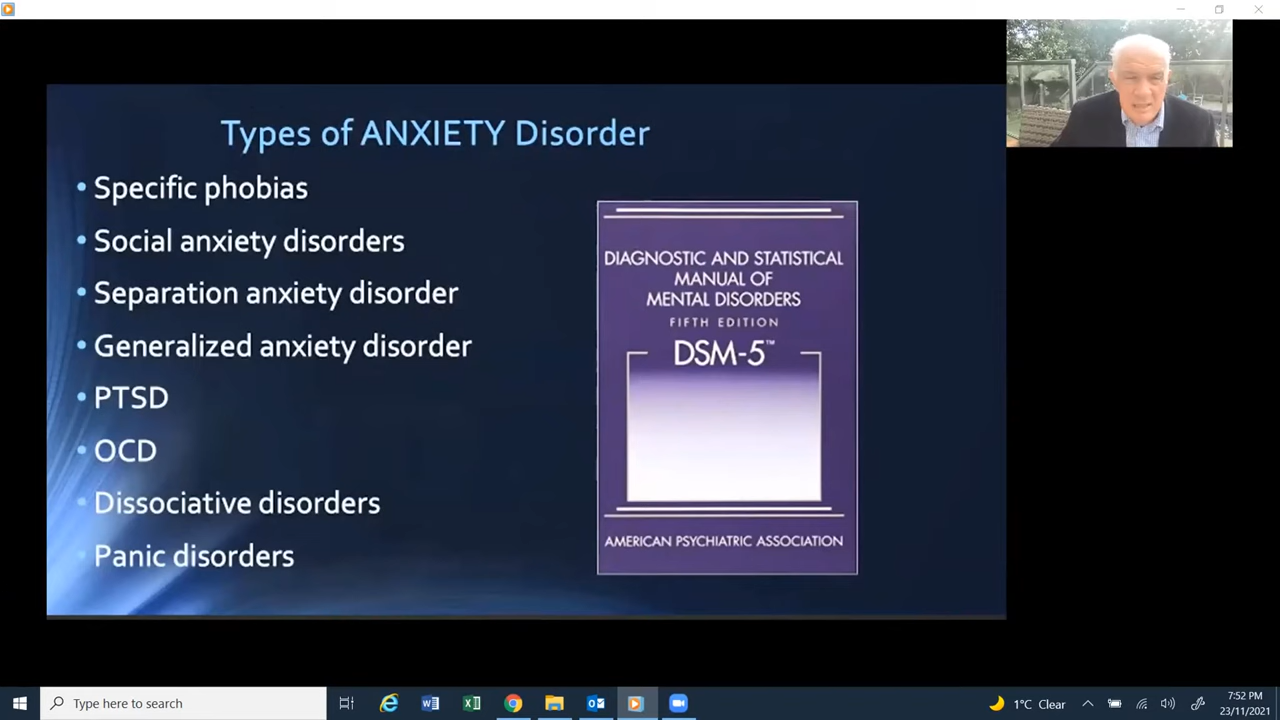 Types of ANXIETY Disorder
• Specific phobias
• Social anxiety disorders
• Separation anxiety disorder
• Generalized anxiety disorder
• PTSD
• OCD
• Dissociative disorders
• Panic disorders
DIAGNOSTIC AND STATISTICAL
MANUAL OF
MENTAL DISORDERS
FIFTH EDITION
DSM-5™
AMERICAN PSYCHIATRIC ASSOCIATION
Type here to search
1°C Clear
7:52 PM
23/11/2021